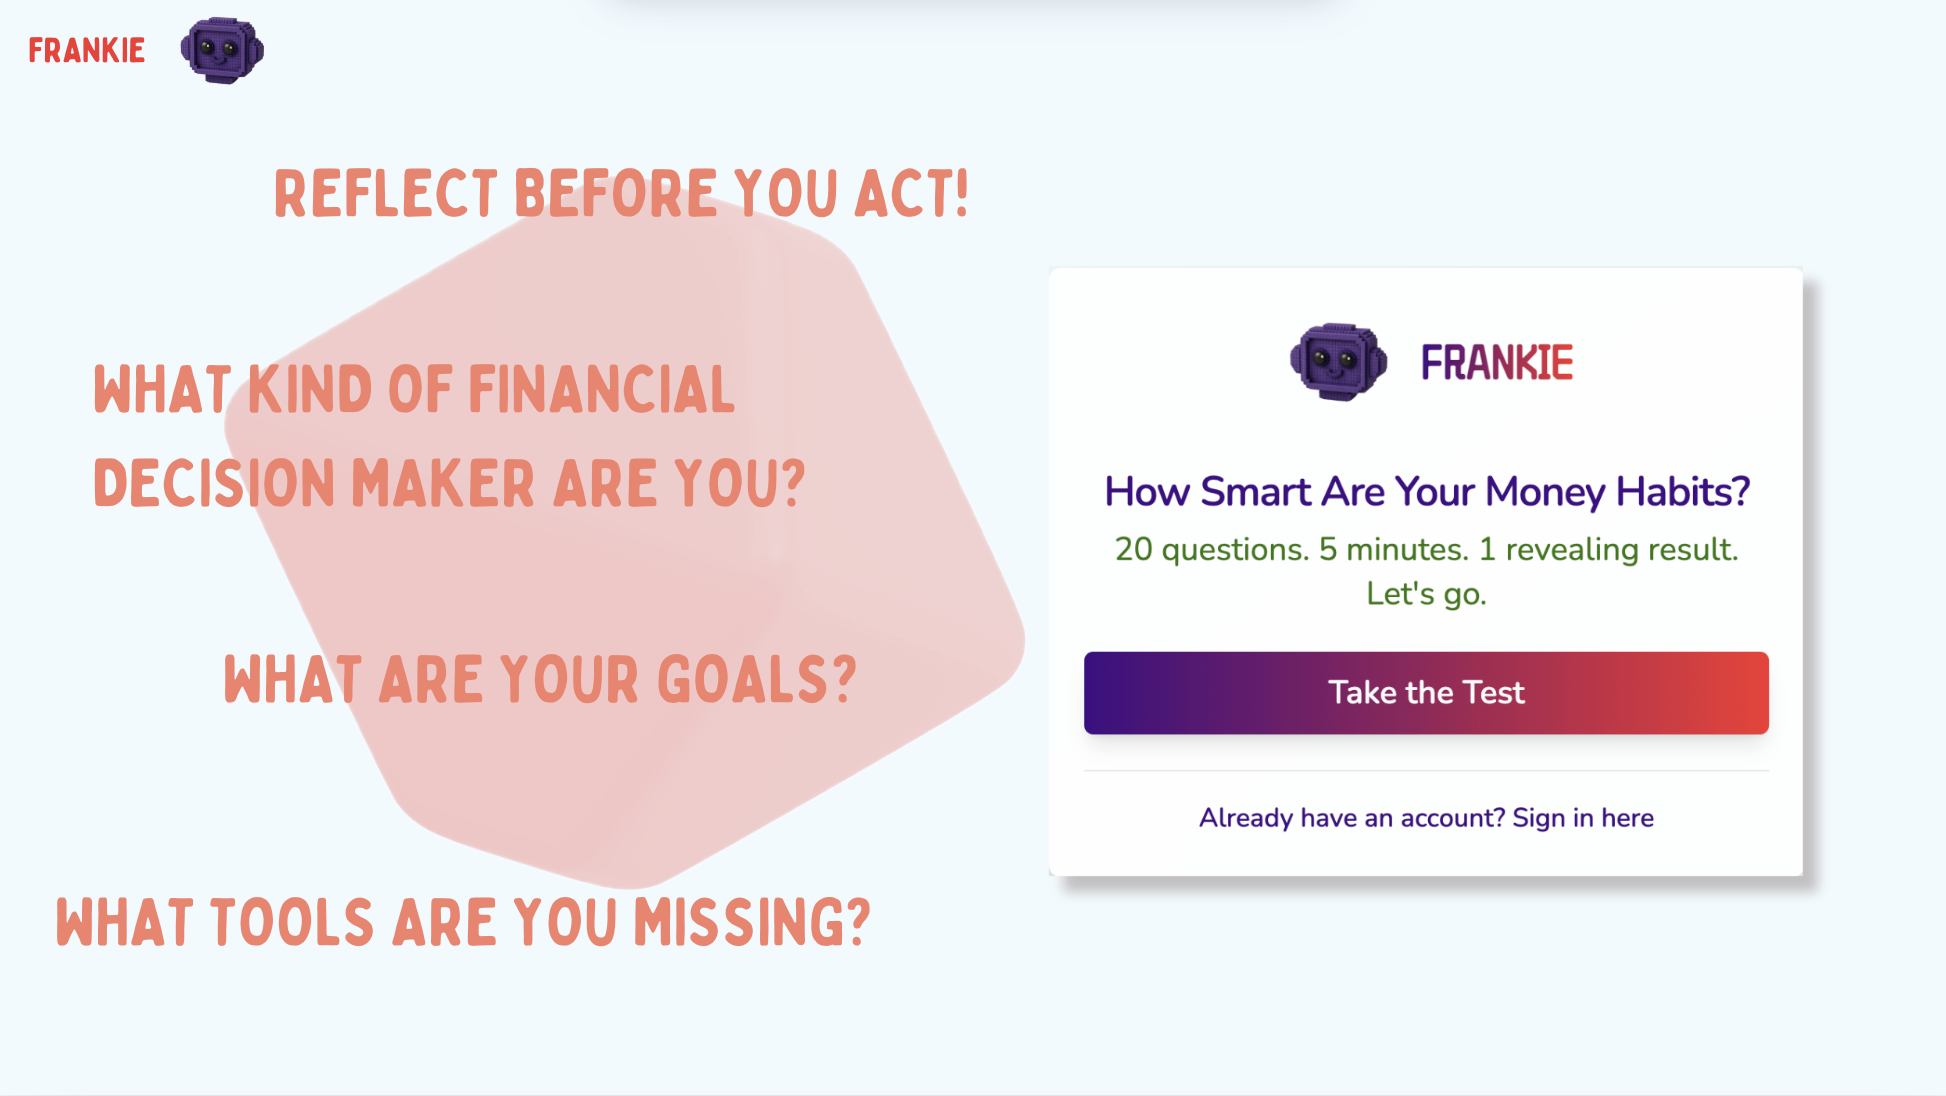 FRANKIE
REFLECT BEFORE YOU ACT!
WHAT KIND OF FINANCIAL
DECISION MAKER ARE YOU?
WHAT ARE YOUR GOALS?
WHAT TOOLS ARE YOU MISSING?
FRANKIE
How Smart Are Your Money Habits?
20 questions. 5 minutes. 1 revealing result.
Let's go.
Take the Test
Already have an account? Sign in here